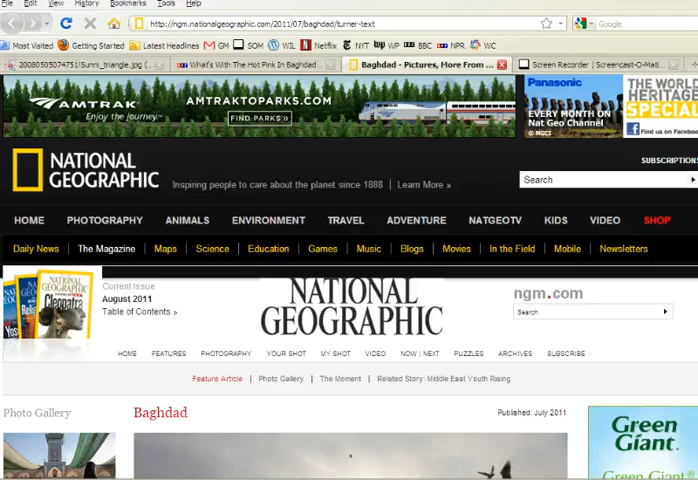 File Edit View History Bookmarks Tools Help
http://ngm.nationalgeographic.com/2011/07/baghdad/turner-text
Google
Most Visited Getting Started Latest Headlines GM SOM WIL Netflix NYT WP BBC NPR WC
20080505074751!Sunni_triangle.jpg (... What's With The Hot Pink In Baghdad... Baghdad - Pictures, More From ... Screen Recorder | Screencast-O-Mati...
AMTRAK
Enjoy the journey.
AMTRAKTOPARKS.COM
FIND PARKS »
Panasonic
EVERY MONTH ON
Nat Geo Channel
© NGCI
THE WORLD
HERITAGE
SPECIAL
Find us on Facebook
NATIONAL
GEOGRAPHIC
Inspiring people to care about the planet since 1888 | Learn More »
SUBSCRIPTIONS
Search
HOME PHOTOGRAPHY ANIMALS ENVIRONMENT TRAVEL ADVENTURE NATGEOTV KIDS VIDEO SHOP
Daily News The Magazine Maps Science Education Games Music Blogs Movies In the Field Mobile Newsletters
NATIONAL GEOGRAPHIC
Cleopatra
Current Issue
August 2011
Table of Contents »
NATIONAL
GEOGRAPHIC
ngm.com
Search
HOME FEATURES PHOTOGRAPHY YOUR SHOT MY SHOT VIDEO NOW | NEXT PUZZLES ARCHIVES SUBSCRIBE
Feature Article | Photo Gallery | The Moment | Related Story: Middle East Youth Rising
Photo Gallery
Baghdad
Published: July 2011
Green
Giant.
Green Giant